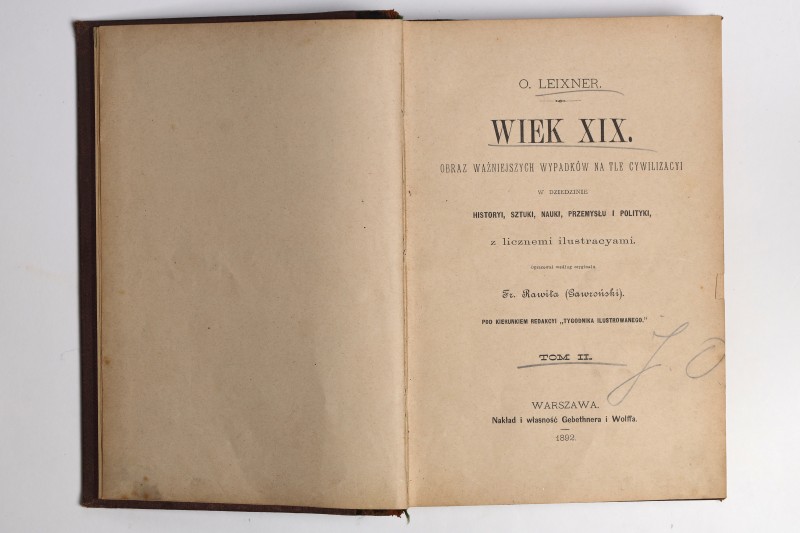 O. LEIXNER.
WIEK XIX.
OBRAZ WAŻNIEJSZYCH WYPADKÓW NA TLE CYWILIZACYI
W DZIEDZINIE
HISTORYI, SZTUKI, NAUKI, PRZEMYSŁU I POLITYKI,
z licznemi ilustracyami,
według
Fr. Rawita (Gawroński).
POD KIERUNKIEM REDAKCYI „TYGODNIKA ILUSTROWANEGO.“
TOM II.
J. O
WARSZAWA.
Nakład i własność Gebethnera i Wolffa.
1892.